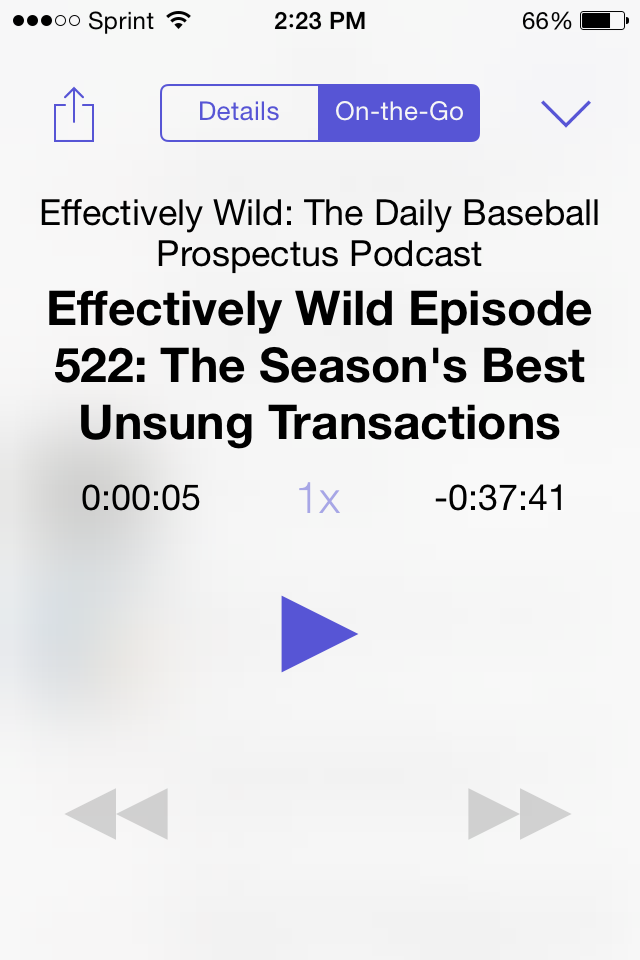 Sprint 2:23 PM 66%
Details On-the-Go
Effectively Wild: The Daily Baseball
Prospectus Podcast
Effectively Wild Episode
522: The Season's Best
Unsung Transactions
0:00:05 1x -0:37:41